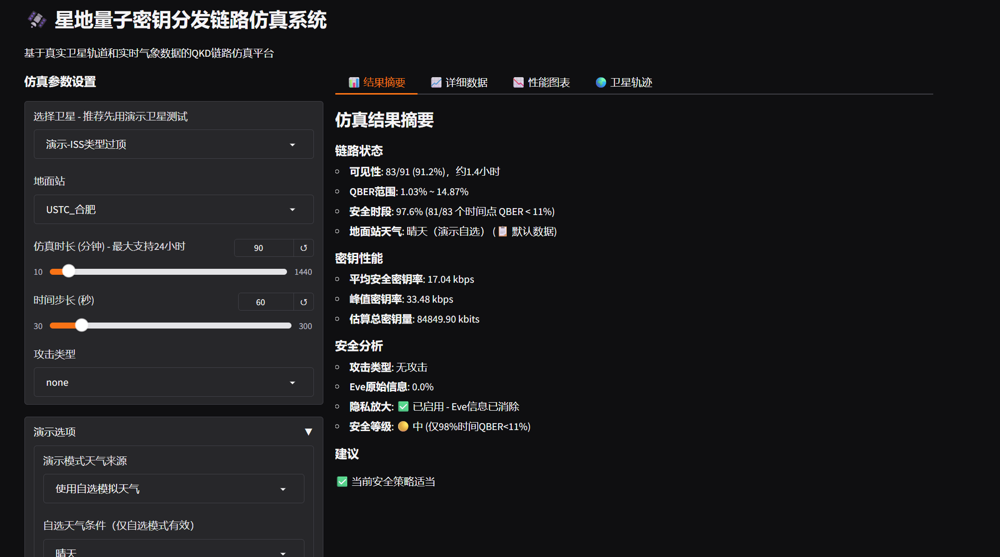 星地量子密钥分发链路仿真系统
基于真实卫星轨道和实时气象数据的QKD链路仿真平台
仿真参数设置
选择卫星 - 推荐先用演示卫星测试
演示-ISS类型过顶
地面站
USTC_合肥
仿真时长 (分钟) - 最大支持24小时
90
10
1440
时间步长 (秒)
60
30
300
攻击类型
none
演示选项
演示模式天气来源
使用自选模拟天气
自选天气条件（仅自选模式有效）
晴天
结果摘要
详细数据
性能图表
卫星轨迹
仿真结果摘要
链路状态
可见性: 83/91 (91.2%)，约1.4小时
QBER范围: 1.03% ~ 14.87%
安全时段: 97.6% (81/83 个时间点 QBER < 11%)
地面站天气: 晴天（演示自选） (📋 默认数据)
密钥性能
平均安全密钥率: 17.04 kbps
峰值密钥率: 33.48 kbps
估算总密钥量: 84849.90 kbits
安全分析
攻击类型: 无攻击
Eve原始信息: 0.0%
隐私放大: ✅ 已启用 - Eve信息已消除
安全等级: 🟡 中 (仅98%时间QBER<11%)
建议
✅ 当前安全策略适当